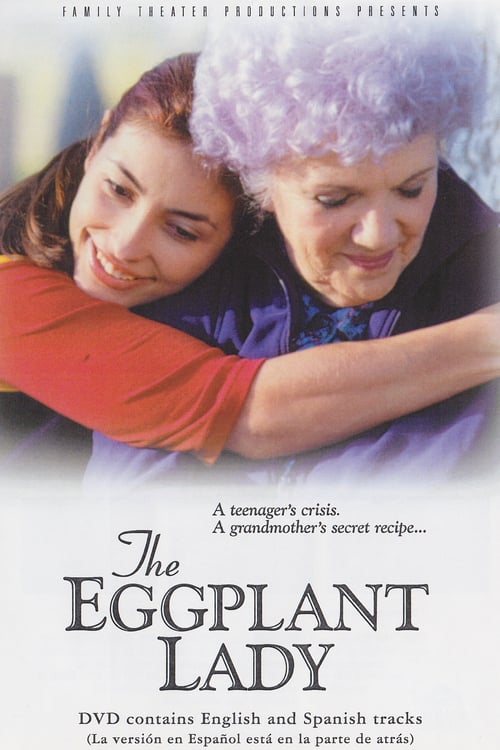 FAMILY THEATER PRODUCTIONS PRESENTS
A teenager's crisis.
A grandmother's secret recipe...
The
EGGPLANT
LADY
DVD contains English and Spanish tracks
(La versión en Español está en la parte de atrás)